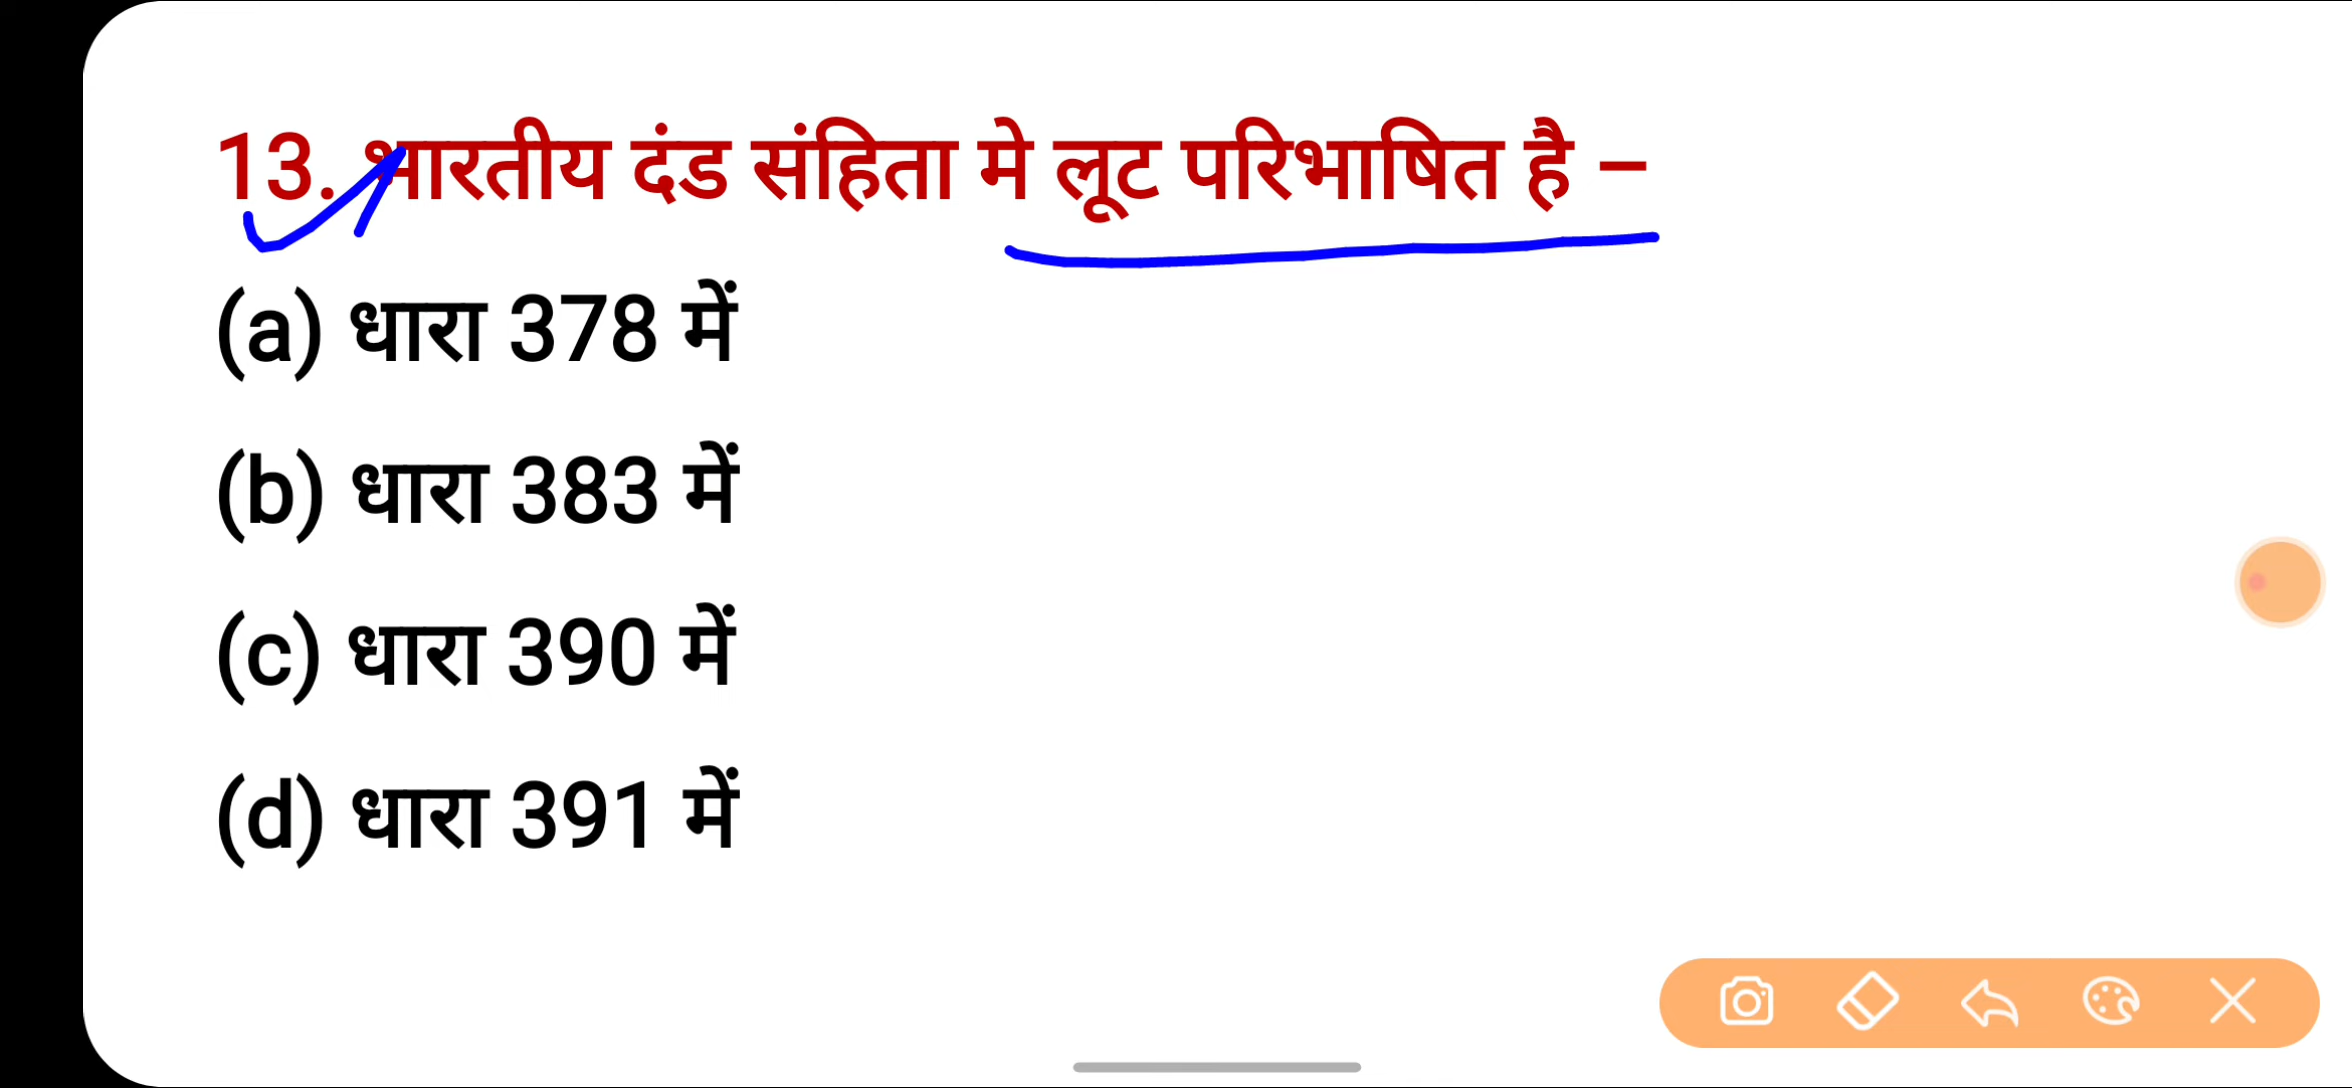 13. भारतीय दंड संहिता मे लूट परिभाषित है –
(a) धारा 378 में
(b) धारा 383 में
(c) धारा 390 में
(d) धारा 391 में